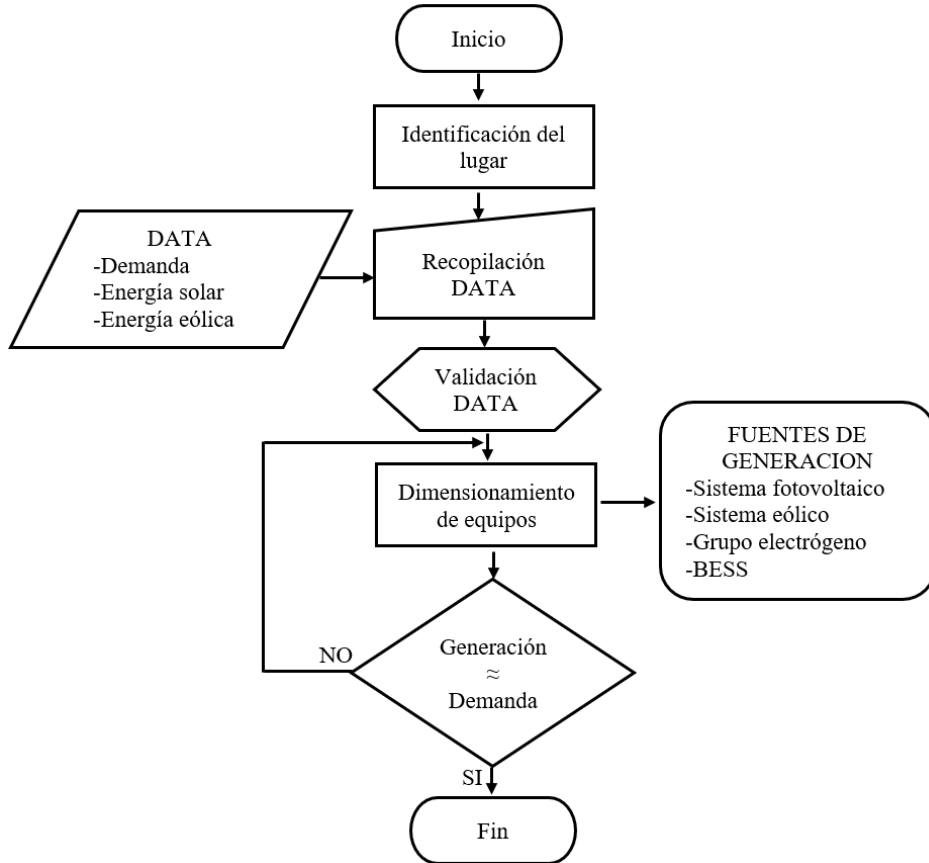 Inicio
Identificación del
lugar
DATA
-Demanda
-Energía solar
-Energía eólica
Recopilación
DATA
Validación
DATA
Dimensionamiento
de equipos
FUENTES DE
GENERACION
-Sistema fotovoltaico
-Sistema eólico
-Grupo electrógeno
-BESS
NO
Generación
≈
Demanda
SI
Fin